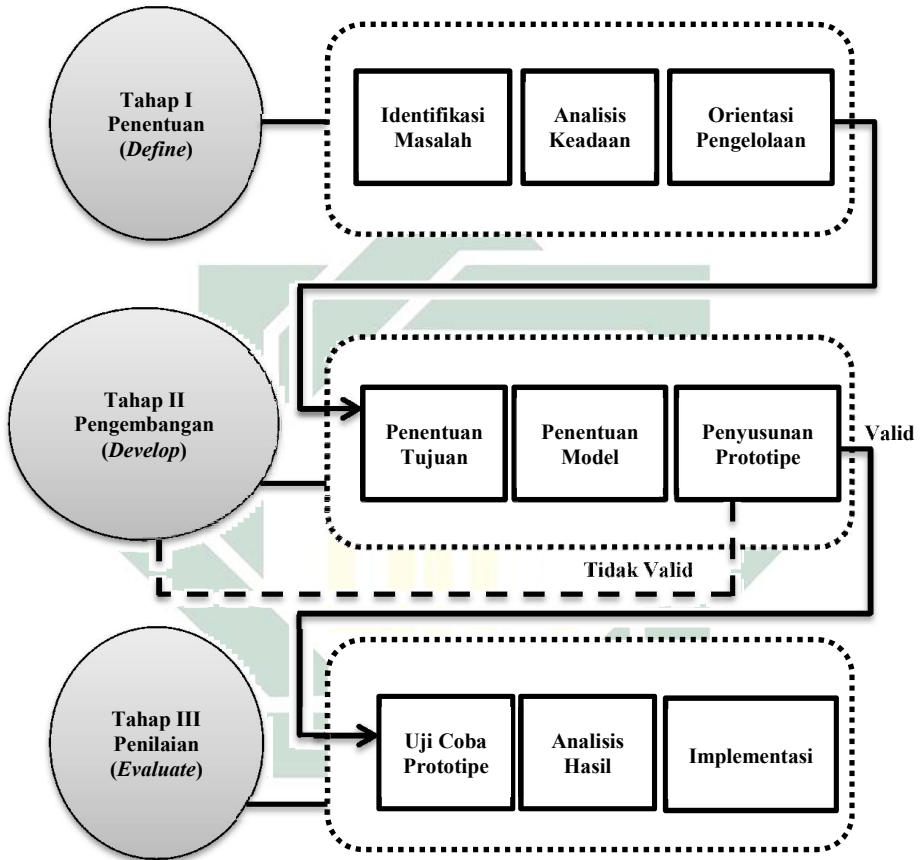 Tahap I
Penentuan
(Define)
Identifikasi
Masalah
Analisis
Keadaan
Orientasi
Pengelolaan
Tahap II
Pengembangan
(Develop)
Penentuan
Tujuan
Penentuan
Model
Penyusunan
Prototipe
Valid
Tidak Valid
Tahap III
Penilaian
(Evaluate)
Uji Coba
Prototipe
Analisis
Hasil
Implementasi